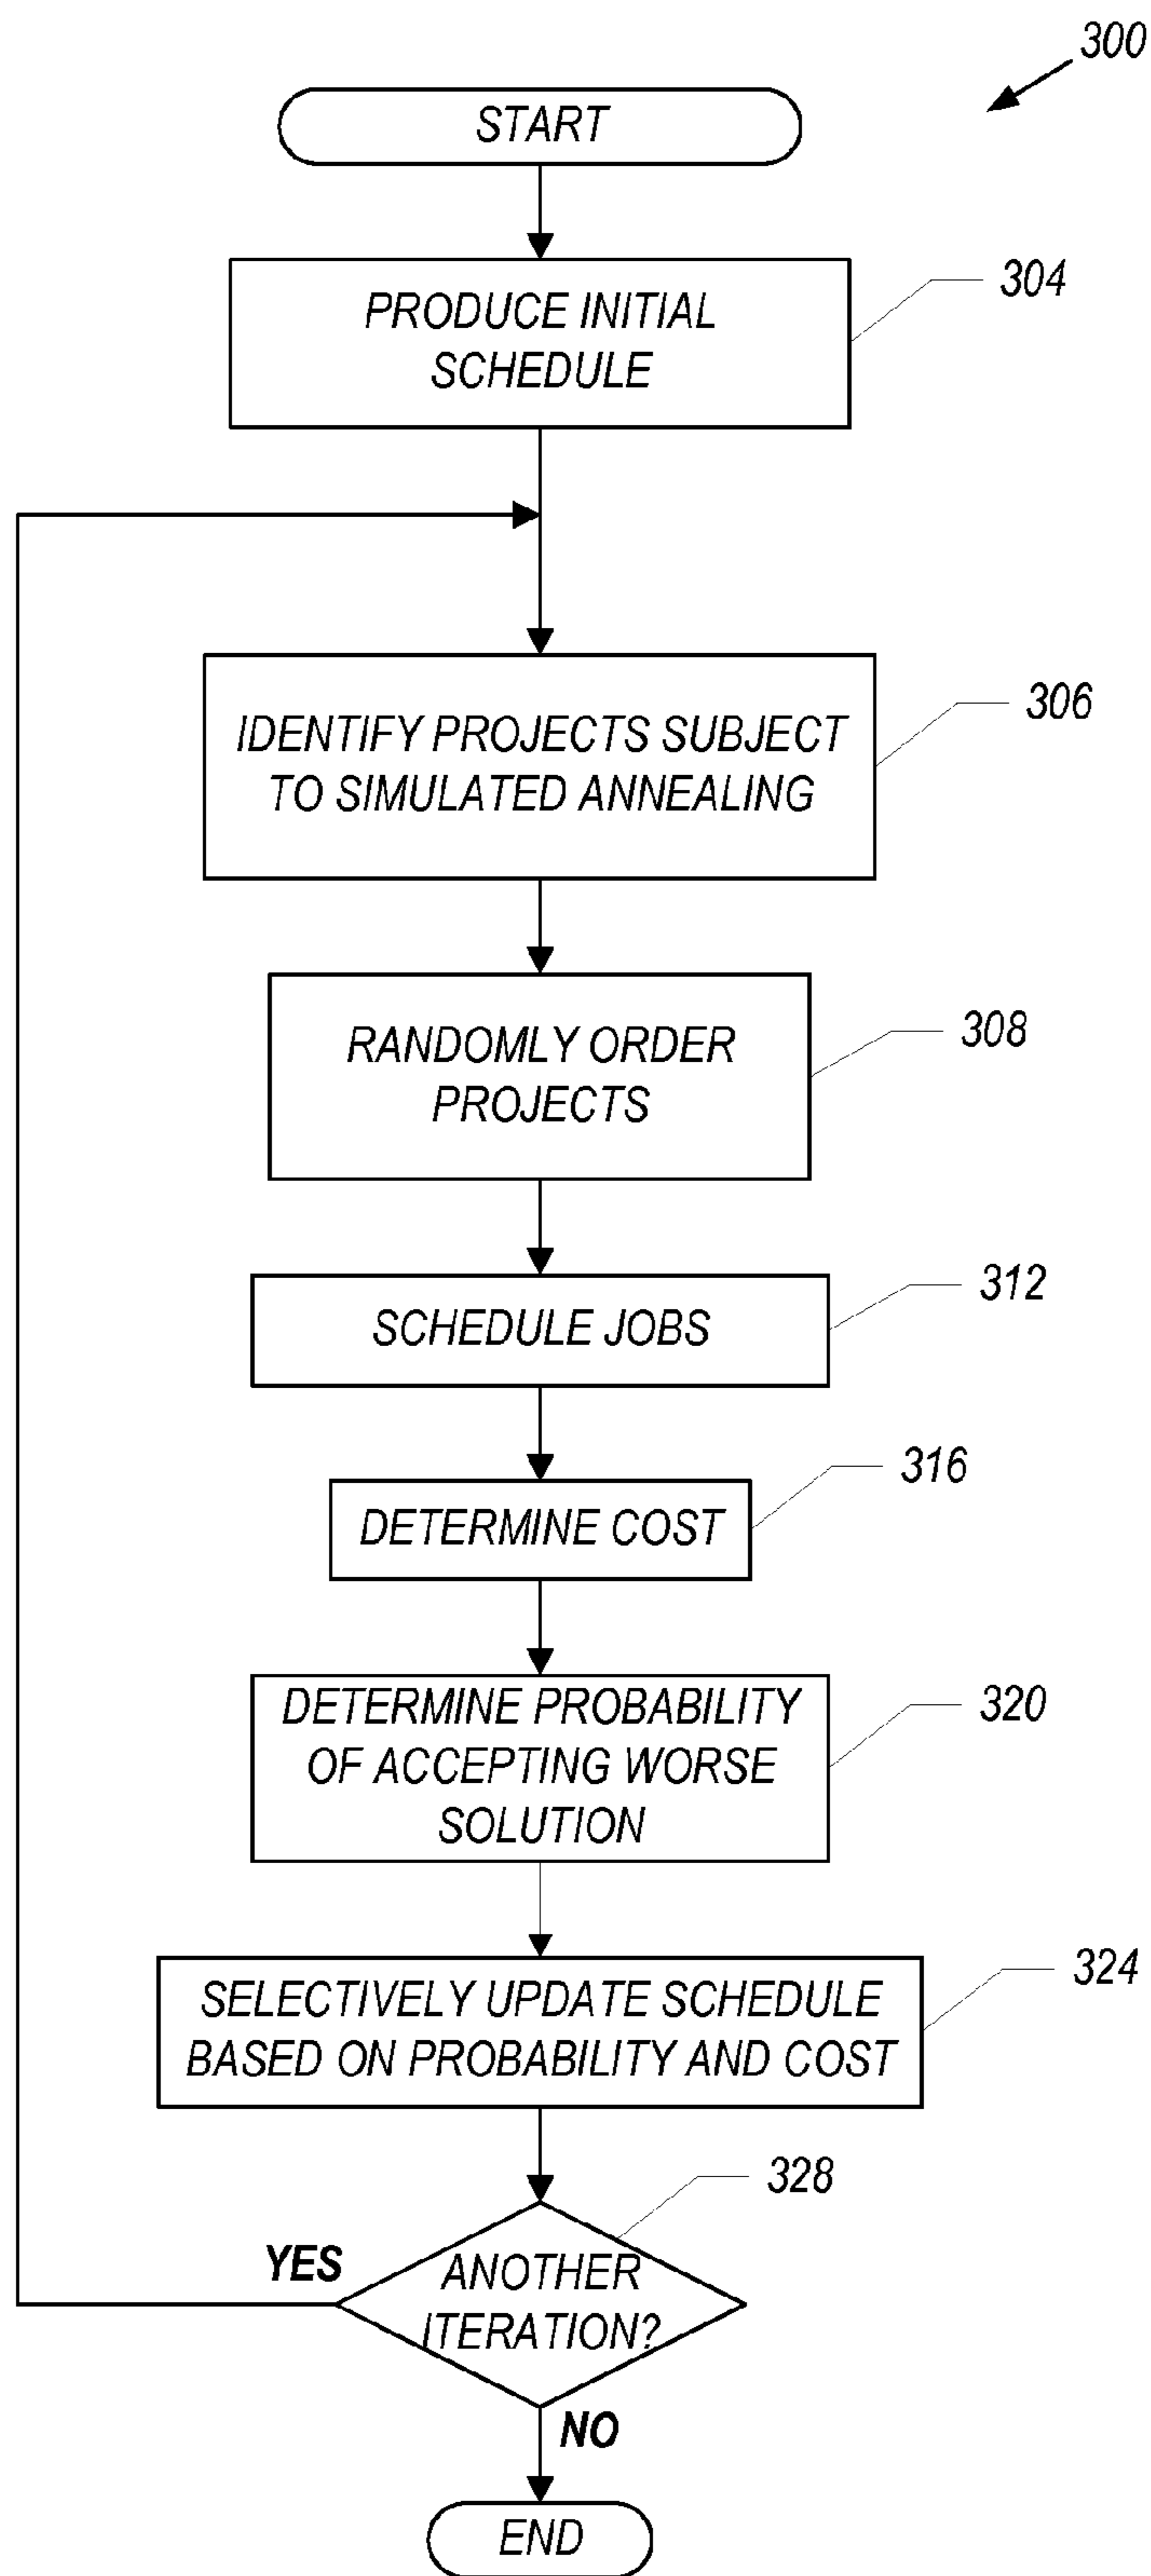 300
START
304
PRODUCE INITIAL
SCHEDULE
306
IDENTIFY PROJECTS SUBJECT
TO SIMULATED ANNEALING
308
RANDOMLY ORDER
PROJECTS
312
SCHEDULE JOBS
316
DETERMINE COST
320
DETERMINE PROBABILITY
OF ACCEPTING WORSE
SOLUTION
324
SELECTIVELY UPDATE SCHEDULE
BASED ON PROBABILITY AND COST
328
YES
ANOTHER
ITERATION?
NO
END